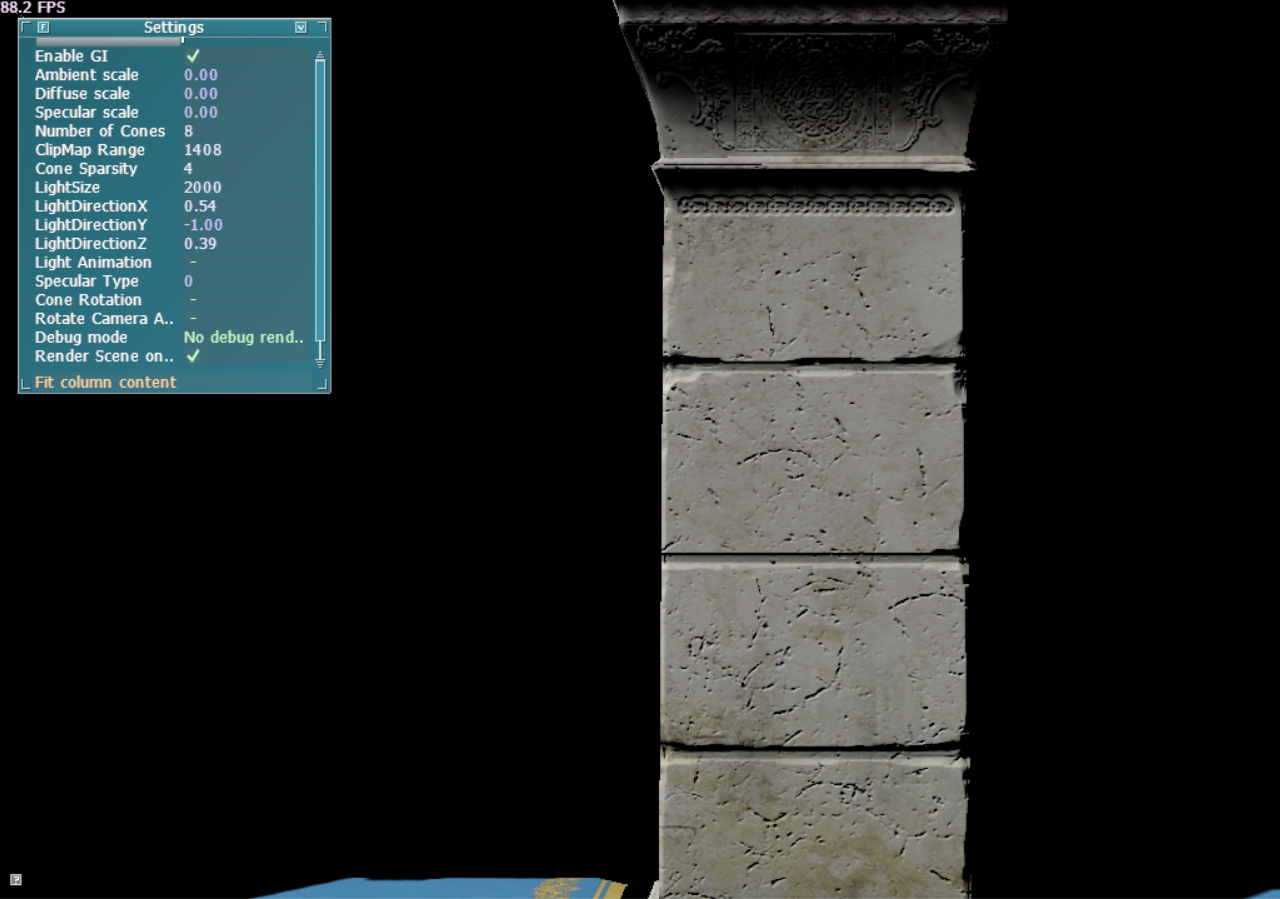 88.2 FPS
Settings
Enable GI
Ambient scale 0.00
Diffuse scale 0.00
Specular scale 0.00
Number of Cones 8
ClipMap Range 1408
Cone Sparsity 4
LightSize 2000
LightDirectionX 0.54
LightDirectionY -1.00
LightDirectionZ 0.39
Light Animation -
Specular Type 0
Cone Rotation -
Rotate Camera A.. -
Debug mode No debug rend..
Render Scene on..
Fit column content
?